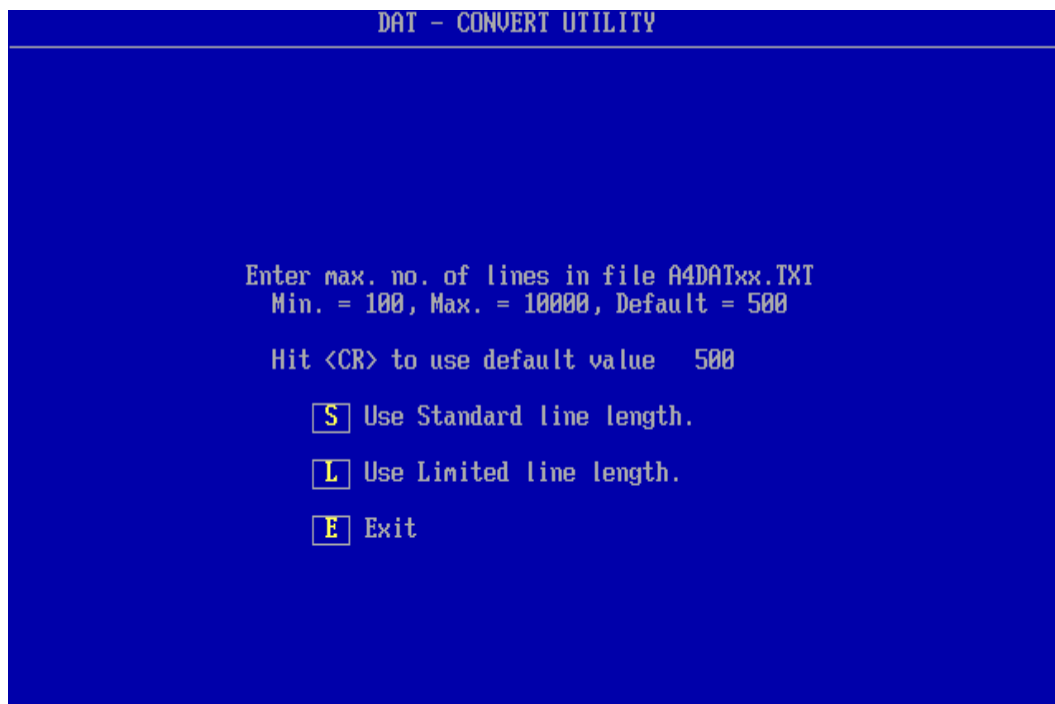 DAT - CONVERT UTILITY
Enter max. no. of lines in file A4DATxx.TXT
Min. = 100, Max. = 10000, Default = 500
Hit <CR> to use default value 500
S Use Standard line length.
L Use Limited line length.
E Exit